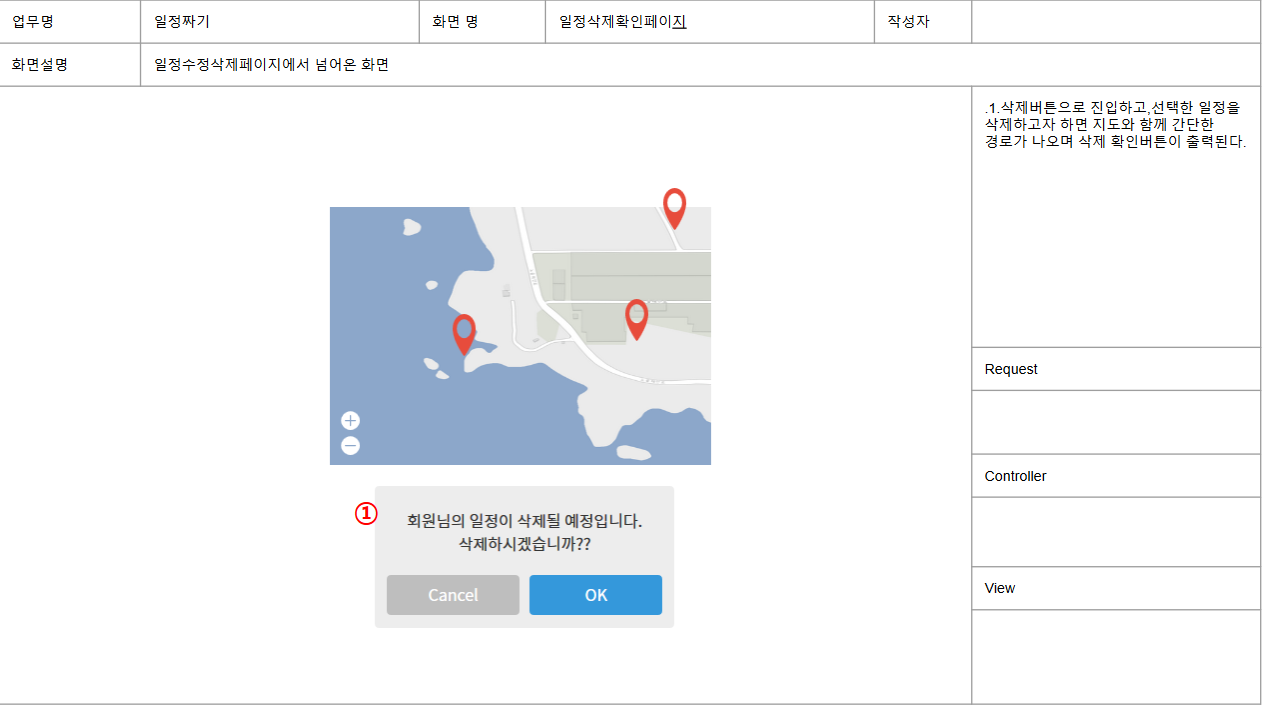 업무명 일정짜기 화면 명 일정삭제확인페이지 작성자
화면설명 일정수정삭제페이지에서 넘어온 화면
.1.삭제버튼으로 진입하고,선택한 일정을
삭제하고자 하면 지도와 함께 간단한
경로가 나오며 삭제 확인버튼이 출력된다.
① 회원님의 일정이 삭제될 예정입니다.
삭제하시겠습니까??
Cancel OK
Request
Controller
View